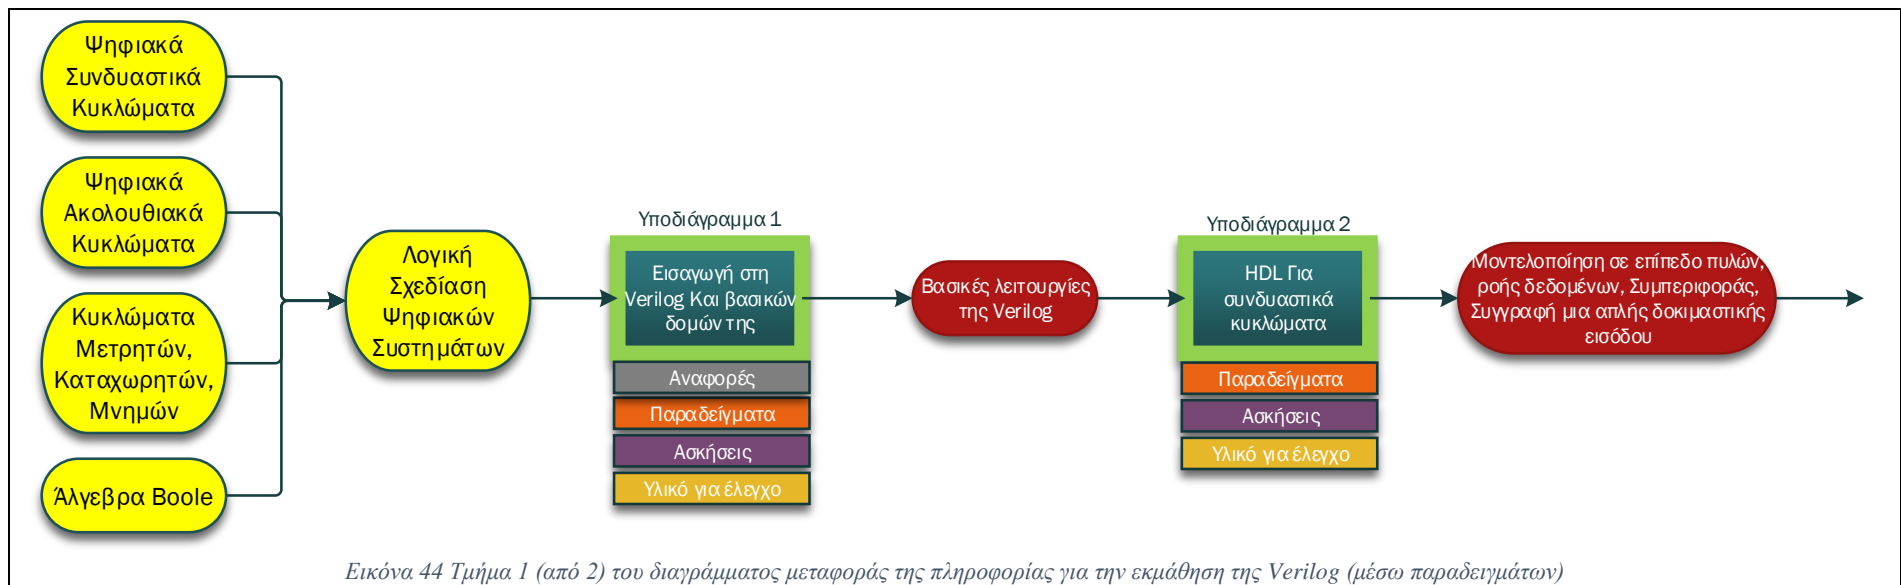 Ψηφιακά
Συνδυαστικά
Κυκλώματα
Ψηφιακά
Ακολουθιακά
Κυκλώματα
Κυκλώματα
Μετρητών,
Καταχωρητών,
Μνημών
Άλγεβρα Boole
Λογική
Σχεδίαση
Ψηφιακών
Συστημάτων
Υποδιάγραμμα 1
Εισαγωγή στη
Verilog Και βασικών
δομών της
Αναφορές
Παραδείγματα
Ασκήσεις
Υλικό για έλεγχο
Βασικές λειτουργίες
της Verilog
Υποδιάγραμμα 2
HDL Για
συνδυαστικά
κυκλώματα
Παραδείγματα
Ασκήσεις
Υλικό για έλεγχο
Μοντελοποίηση σε επίπεδο πυλών,
ροής δεδομένων, Συμπεριφοράς,
Συγγραφή μια απλής δοκιμαστικής
εισόδου
Εικόνα 44 Τμήμα 1 (από 2) του διαγράμματος μεταφοράς της πληροφορίας για την εκμάθηση της Verilog (μέσω παραδειγμάτων)